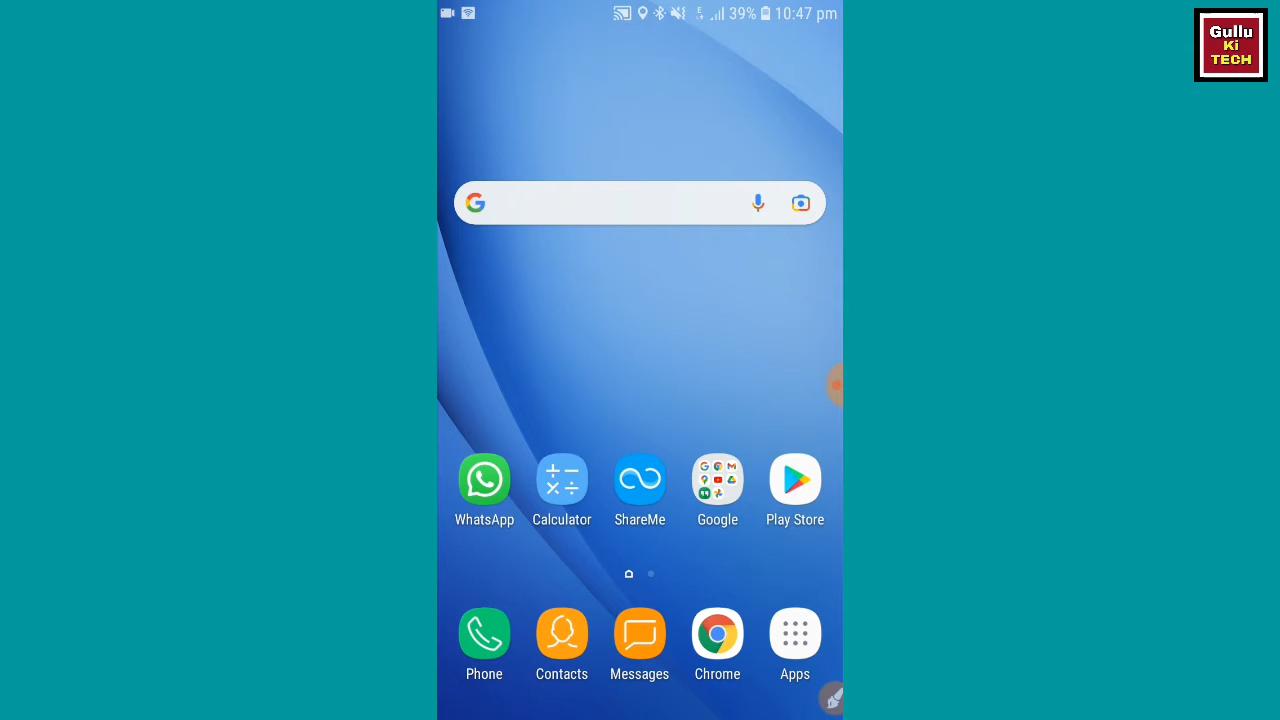 39% 10:47 pm
Gullu
Ki
TECH
WhatsApp
Calculator
ShareMe
Google
Play Store
Phone
Contacts
Messages
Chrome
Apps